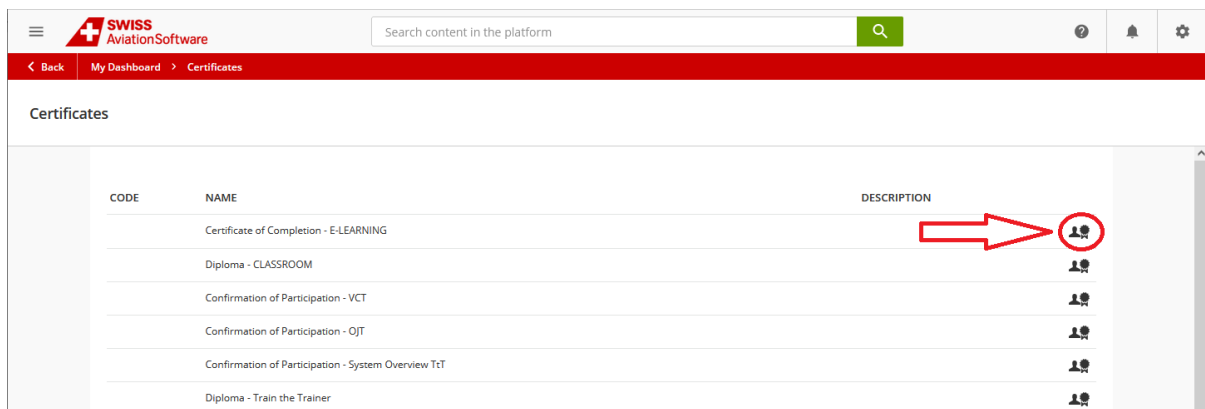 SWISS
AviationSoftware
Search content in the platform
Back My Dashboard > Certificates
Certificates
CODE NAME DESCRIPTION
Certificate of Completion - E-LEARNING
Diploma - CLASSROOM
Confirmation of Participation - VCT
Confirmation of Participation - OJT
Confirmation of Participation - System Overview TtT
Diploma - Train the Trainer